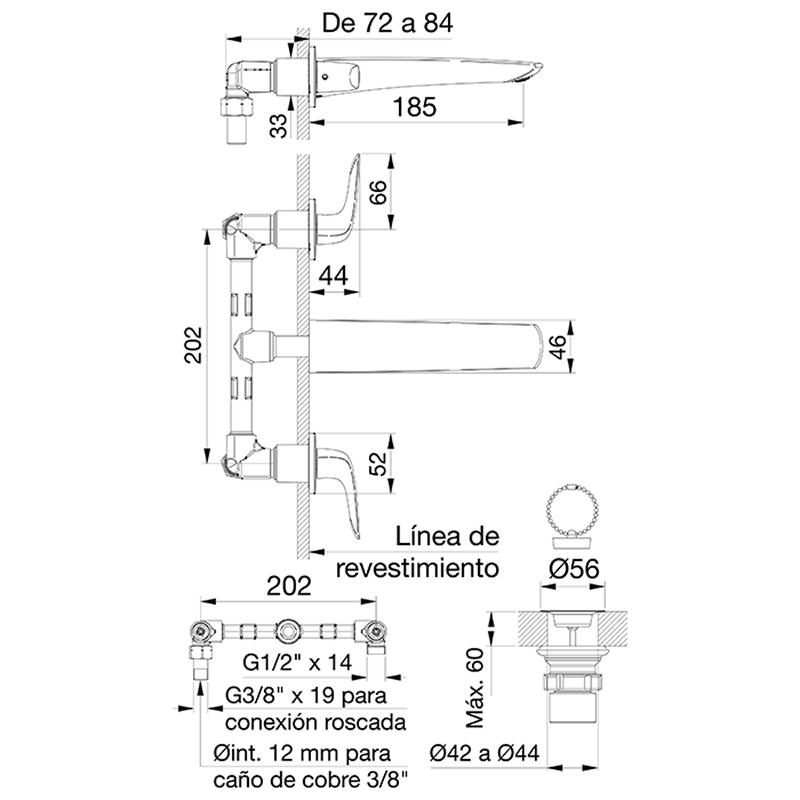 De 72 a 84
185
33
66
44
202
46
52
Línea de
revestimiento
Ø56
202
G1/2" x 14
Máx. 60
G3/8" x 19 para
conexión roscada
Øint. 12 mm para
caño de cobre 3/8"
Ø42 a Ø44